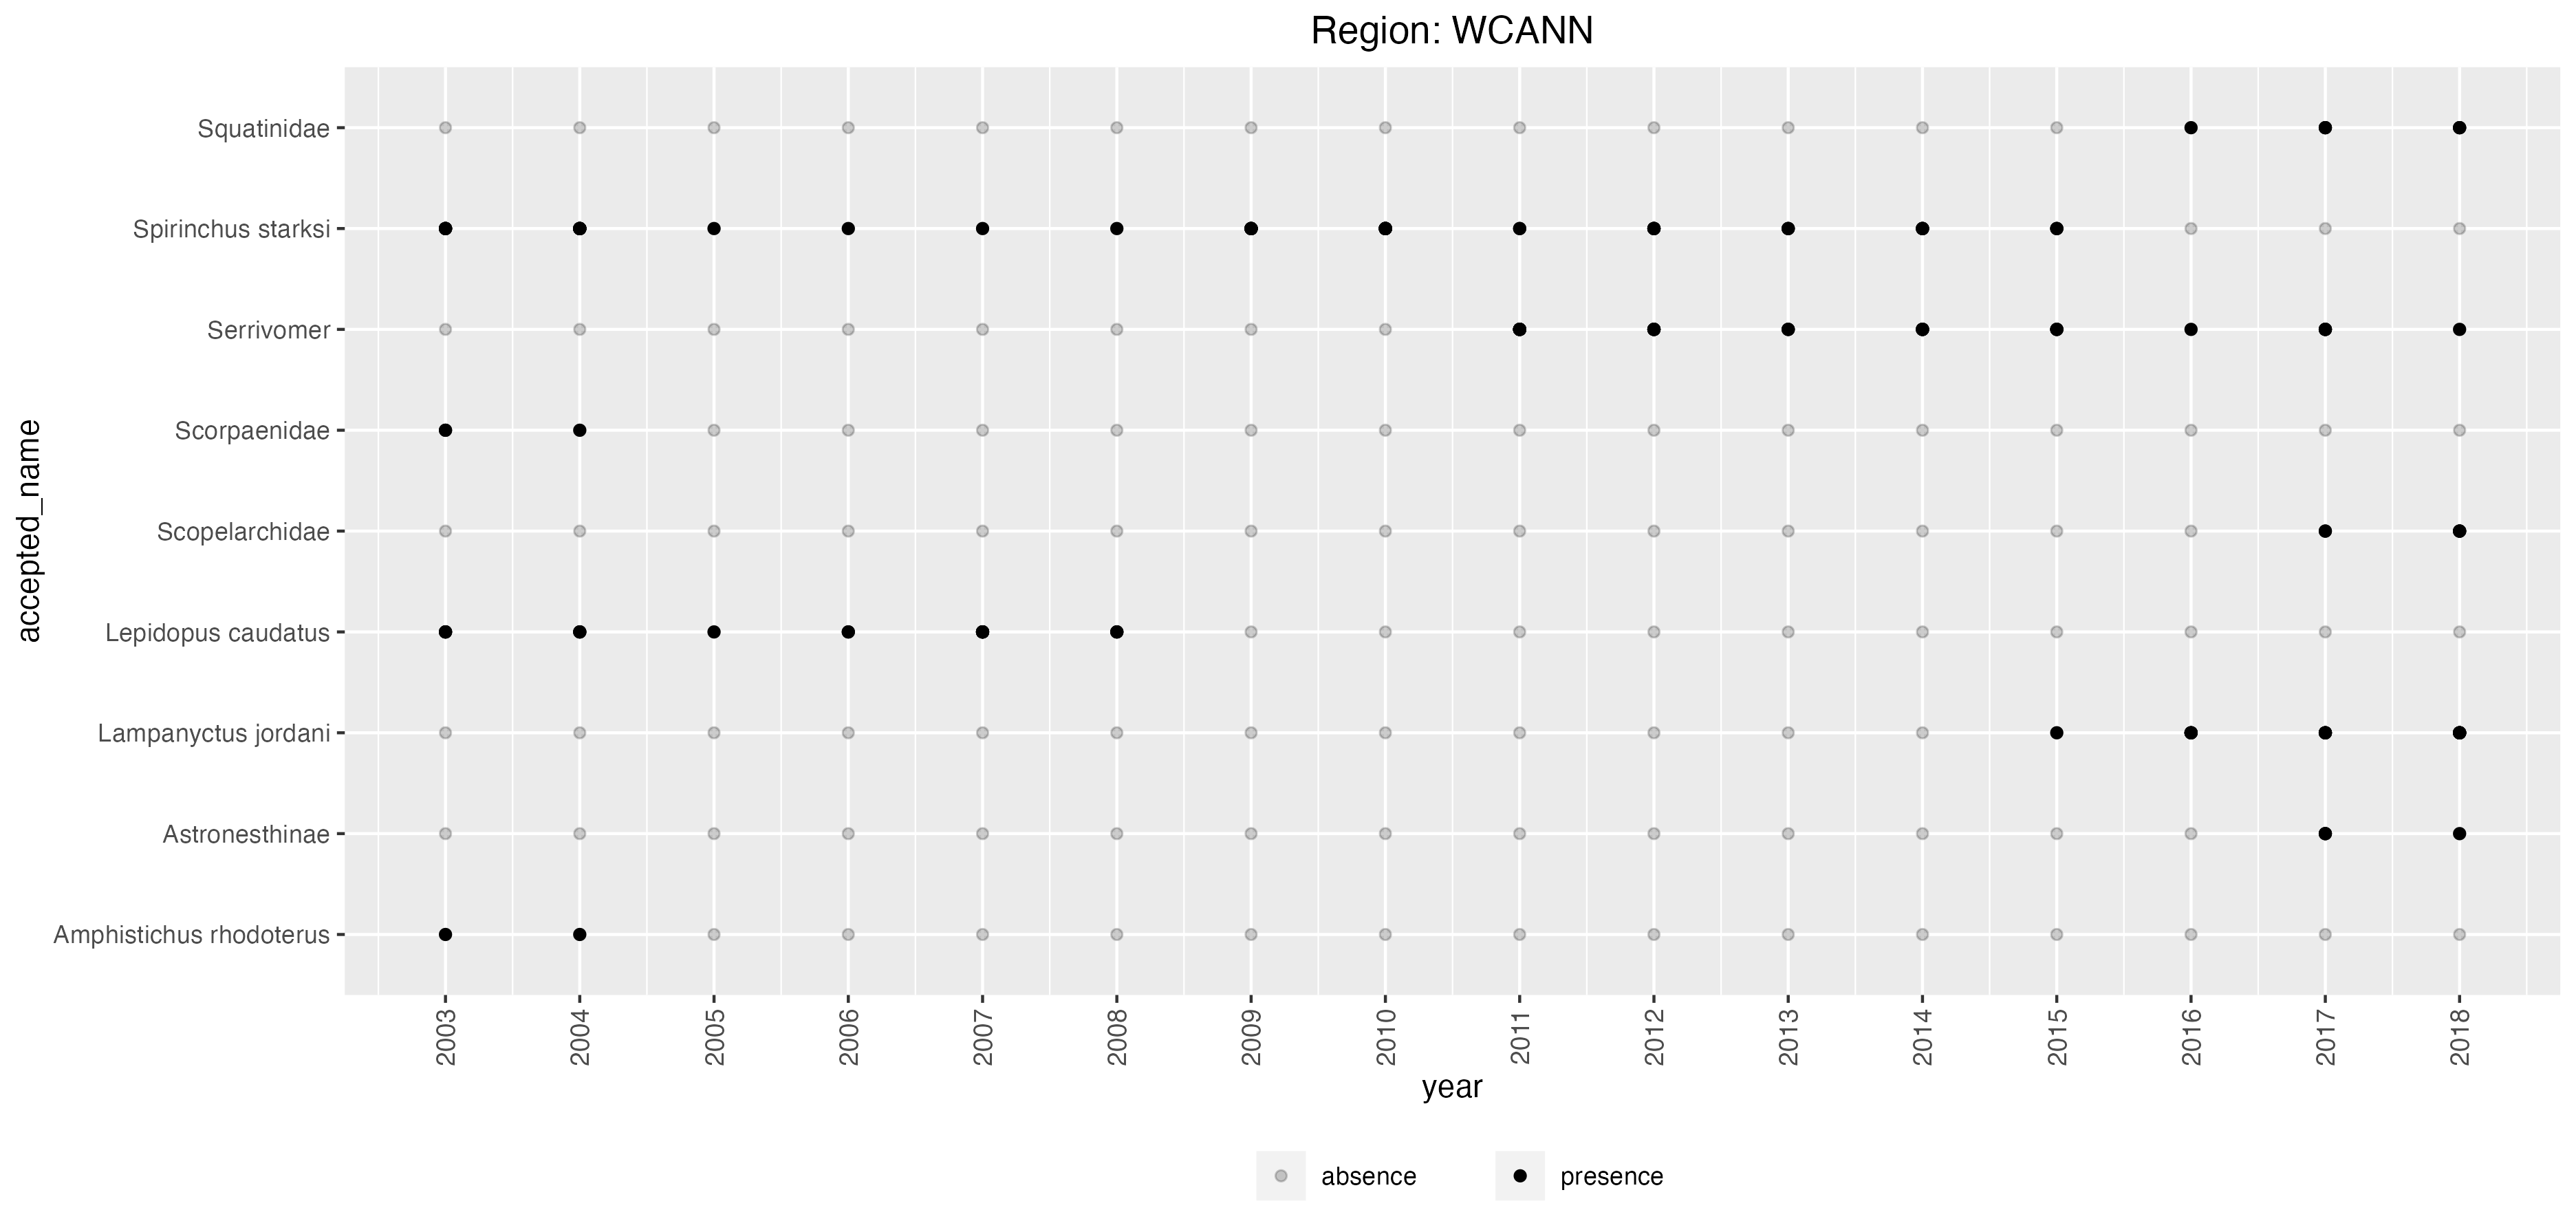 Region: WCANN
Squatinidae
Spirinchus starksi
Serrivomer
Scorpaenidae
Scopelarchidae
Lepidopus caudatus
Lampanyctus jordani
Astronesthinae
Amphistichus rhodoterus
accepted_name
2003 2004 2005 2006 2007 2008 2009 2010 2011 2012 2013 2014 2015 2016 2017 2018
year
absence presence